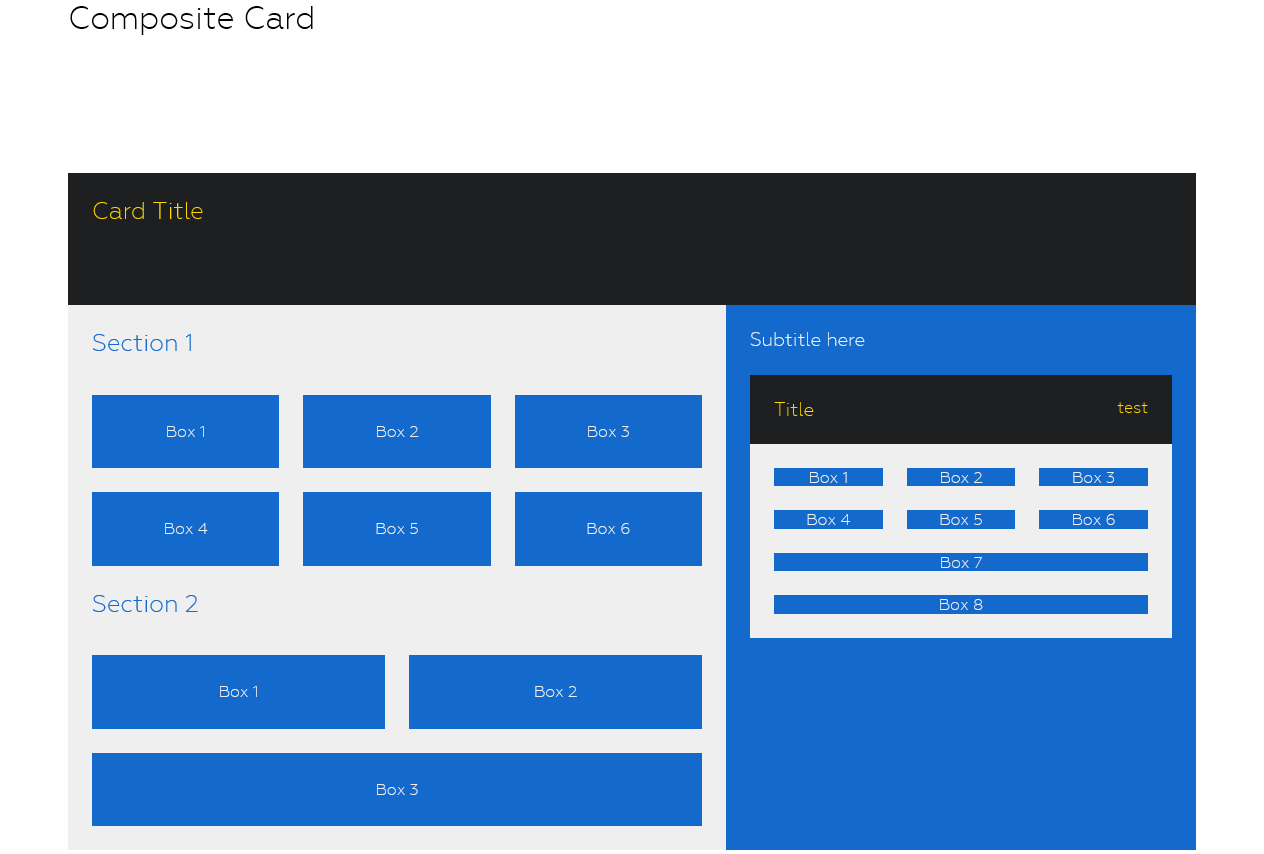 Composite Card
Card Title
Section 1
Box 1
Box 2
Box 3
Box 4
Box 5
Box 6
Section 2
Box 1
Box 2
Box 3
Subtitle here
Title
test
Box 1
Box 2
Box 3
Box 4
Box 5
Box 6
Box 7
Box 8